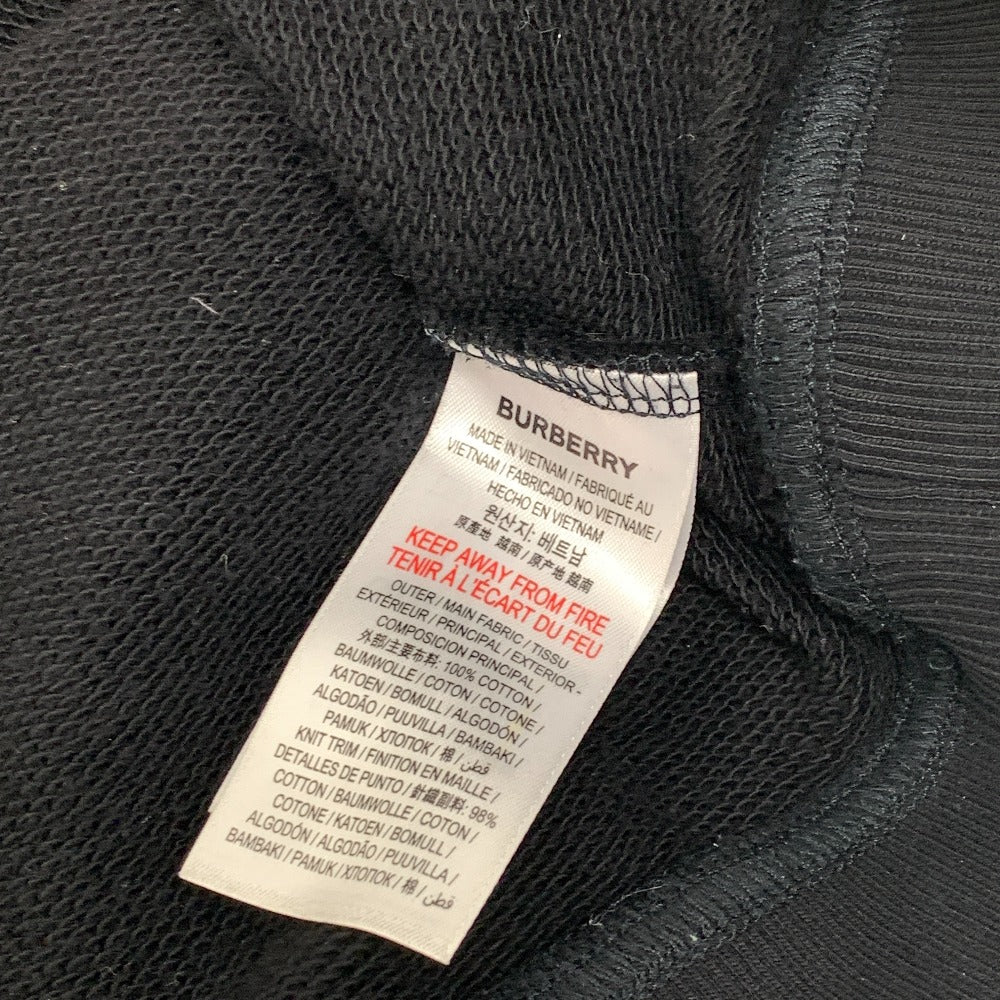 BURBERRY
MADE IN VIETNAM / FABRIQUÉ AU
VIETNAM / FABRICADO NO VIETNAME /
HECHO EN VIETNAM
원산지: 베트남
原產地 越南 / 原产地 越南
KEEP AWAY FROM FIRE
TENIR À L'ÉCART DU FEU
OUTER / MAIN FABRIC / TISSU
EXTÉRIEUR / PRINCIPAL / EXTERIOR -
COMPOSICION PRINCIPAL /
外部/主要布料: 100% COTTON /
BAUMWOLLE / COTON / COTONE /
KATOEN / BOMULL / ALGODÓN /
ALGODÃO / PUUVILLA / BAMBAKI /
PAMUK / ХЛОПОК / 棉 / قطن
KNIT TRIM / FINITION EN MAILLE /
DETALLES DE PUNTO / 針織副料: 98%
COTTON / BAUMWOLLE / COTON /
COTONE / KATOEN / BOMULL /
ALGODÓN / ALGODÃO / PUUVILLA /
BAMBAKI / PAMUK / ХЛОПОК / 棉 / قطن